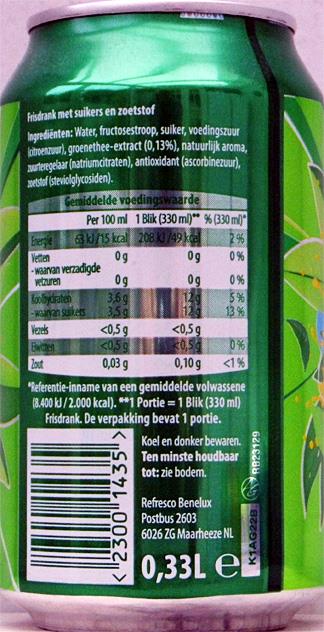 Frisdrank met suikers en zoetstof
Ingrediënten: Water, fructosestroop, suiker, voedingszuur
(citroenzuur), groenethee-extract (0,13%), natuurlijk aroma,
zuurteregelaar (natriumcitraten), antioxidant (ascorbinezuur),
zoetstof (steviolglycosiden).
Gemiddelde voedingswaarde
Per 100 ml 1 Blik (330 ml)** % (330 ml)*
Energie 63 kJ/15 kcal 208 kJ/49 kcal 2 %
Vetten 0 g 0 g 0 %
- waarvan verzadigde
vetzuren 0 g 0 g 0 %
Koolhydraten 3,6 g 12 g 5 %
- waarvan suikers 3,5 g 12 g 13 %
Vezels <0,5 g <0,5 g
Eiwitten <0,5 g <0,5 g 0 %
Zout 0,03 g 0,10 g <1 %
*Referentie-inname van een gemiddelde volwassene
(8.400 kJ / 2.000 kcal). **1 Portie = 1 Blik (330 ml)
Frisdrank. De verpakking bevat 1 portie.
Koel en donker bewaren.
Ten minste houdbaar
tot: zie bodem.
Refresco Benelux
Postbus 2603
6026 ZG Maarheeze NL
0,33L e
<23001435>
RB23129
K1AG22B